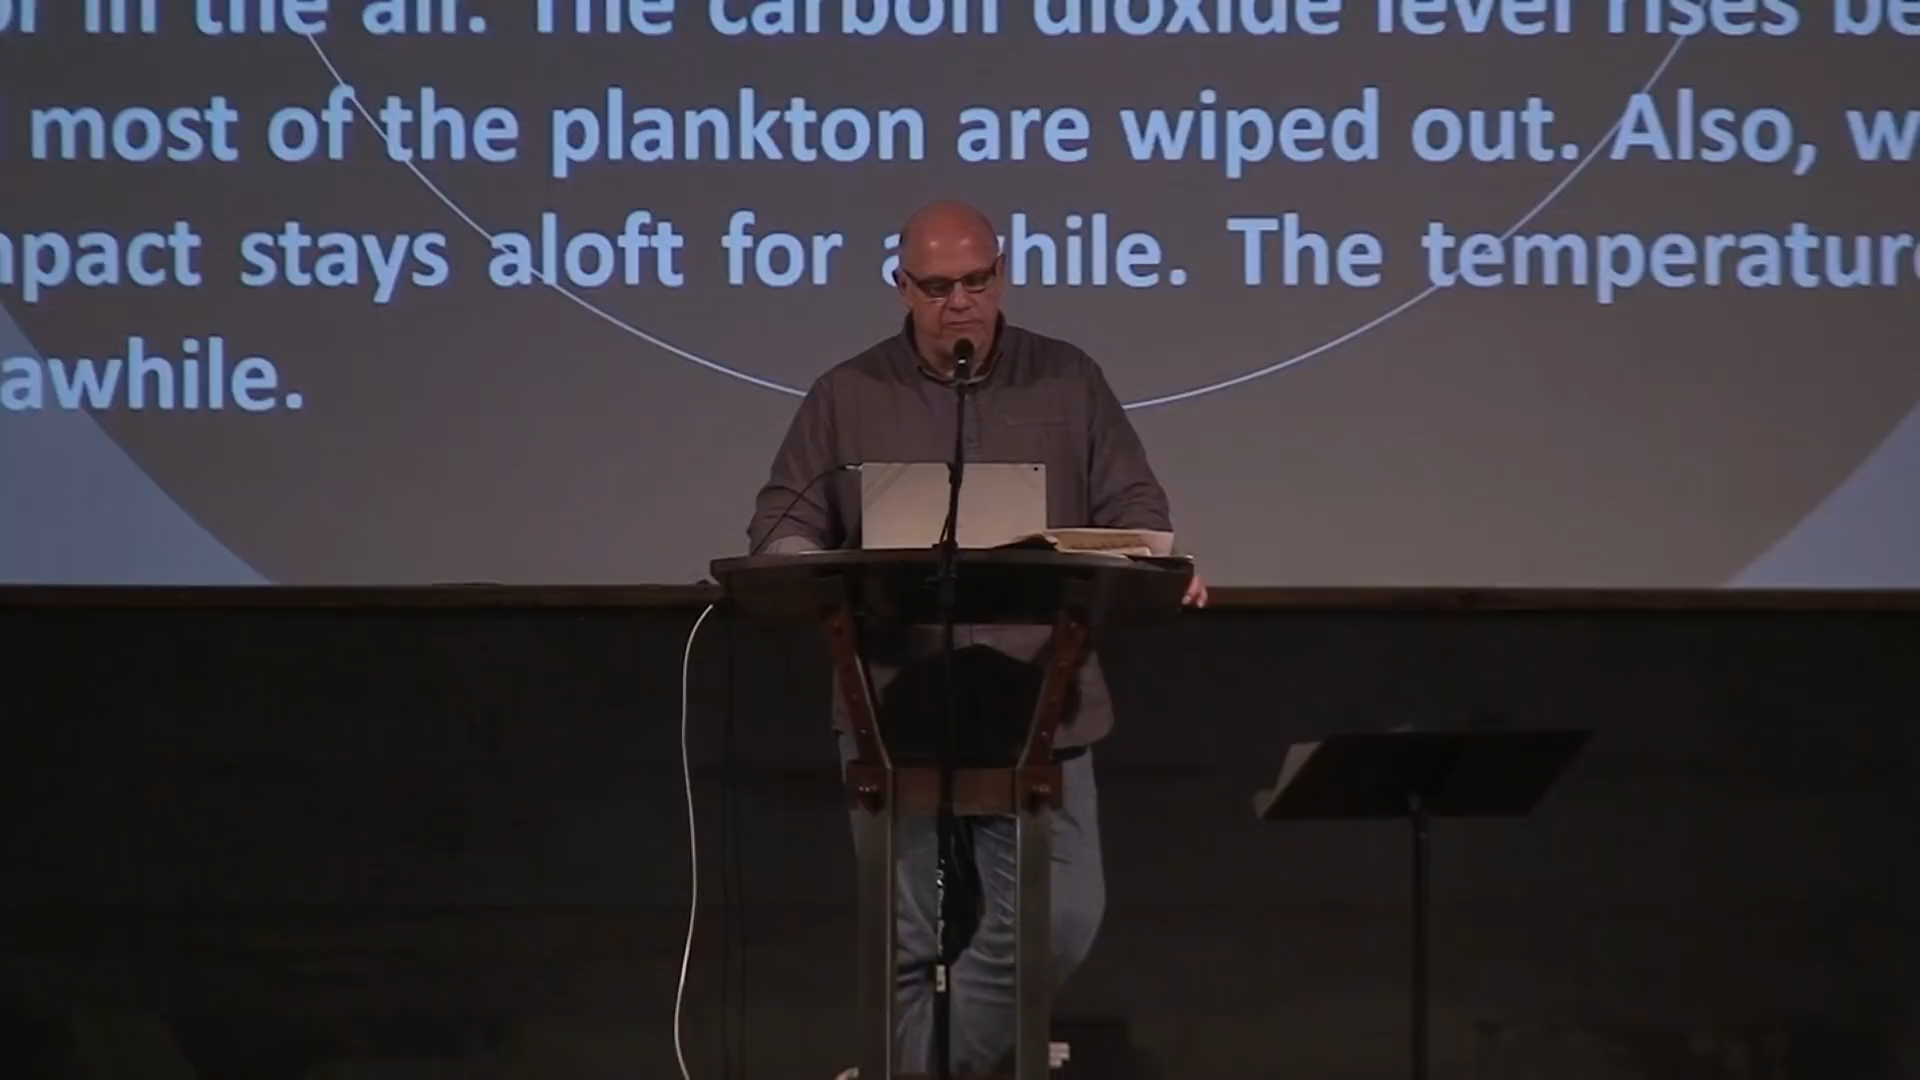 in the air. The carbon dioxide level rises
most of the plankton are wiped out. Also,
stays aloft for The
awhile.